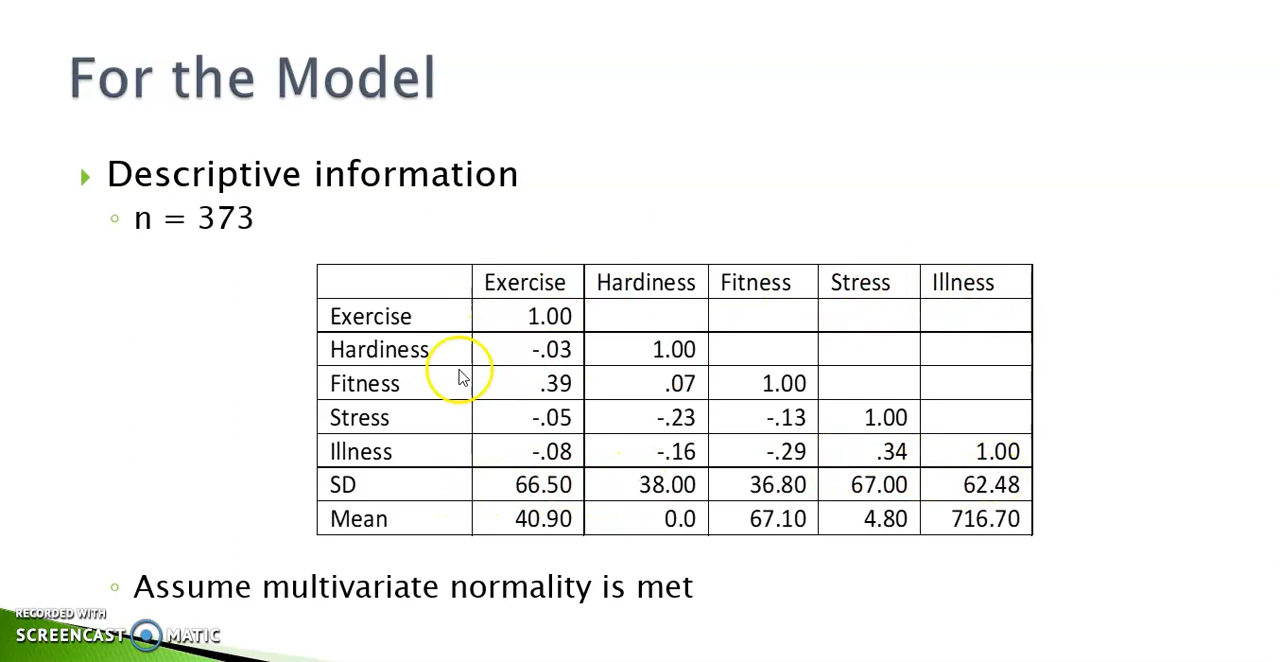 For the Model
Descriptive information
n = 373
Exercise Hardiness Fitness Stress Illness
Exercise 1.00
Hardiness -.03 1.00
Fitness .39 .07 1.00
Stress -.05 -.23 -.13 1.00
Illness -.08 -.16 -.29 .34 1.00
SD 66.50 38.00 36.80 67.00 62.48
Mean 40.90 0.0 67.10 4.80 716.70
Assume multivariate normality is met
RECORDED WITH
SCREENCAST MATIC